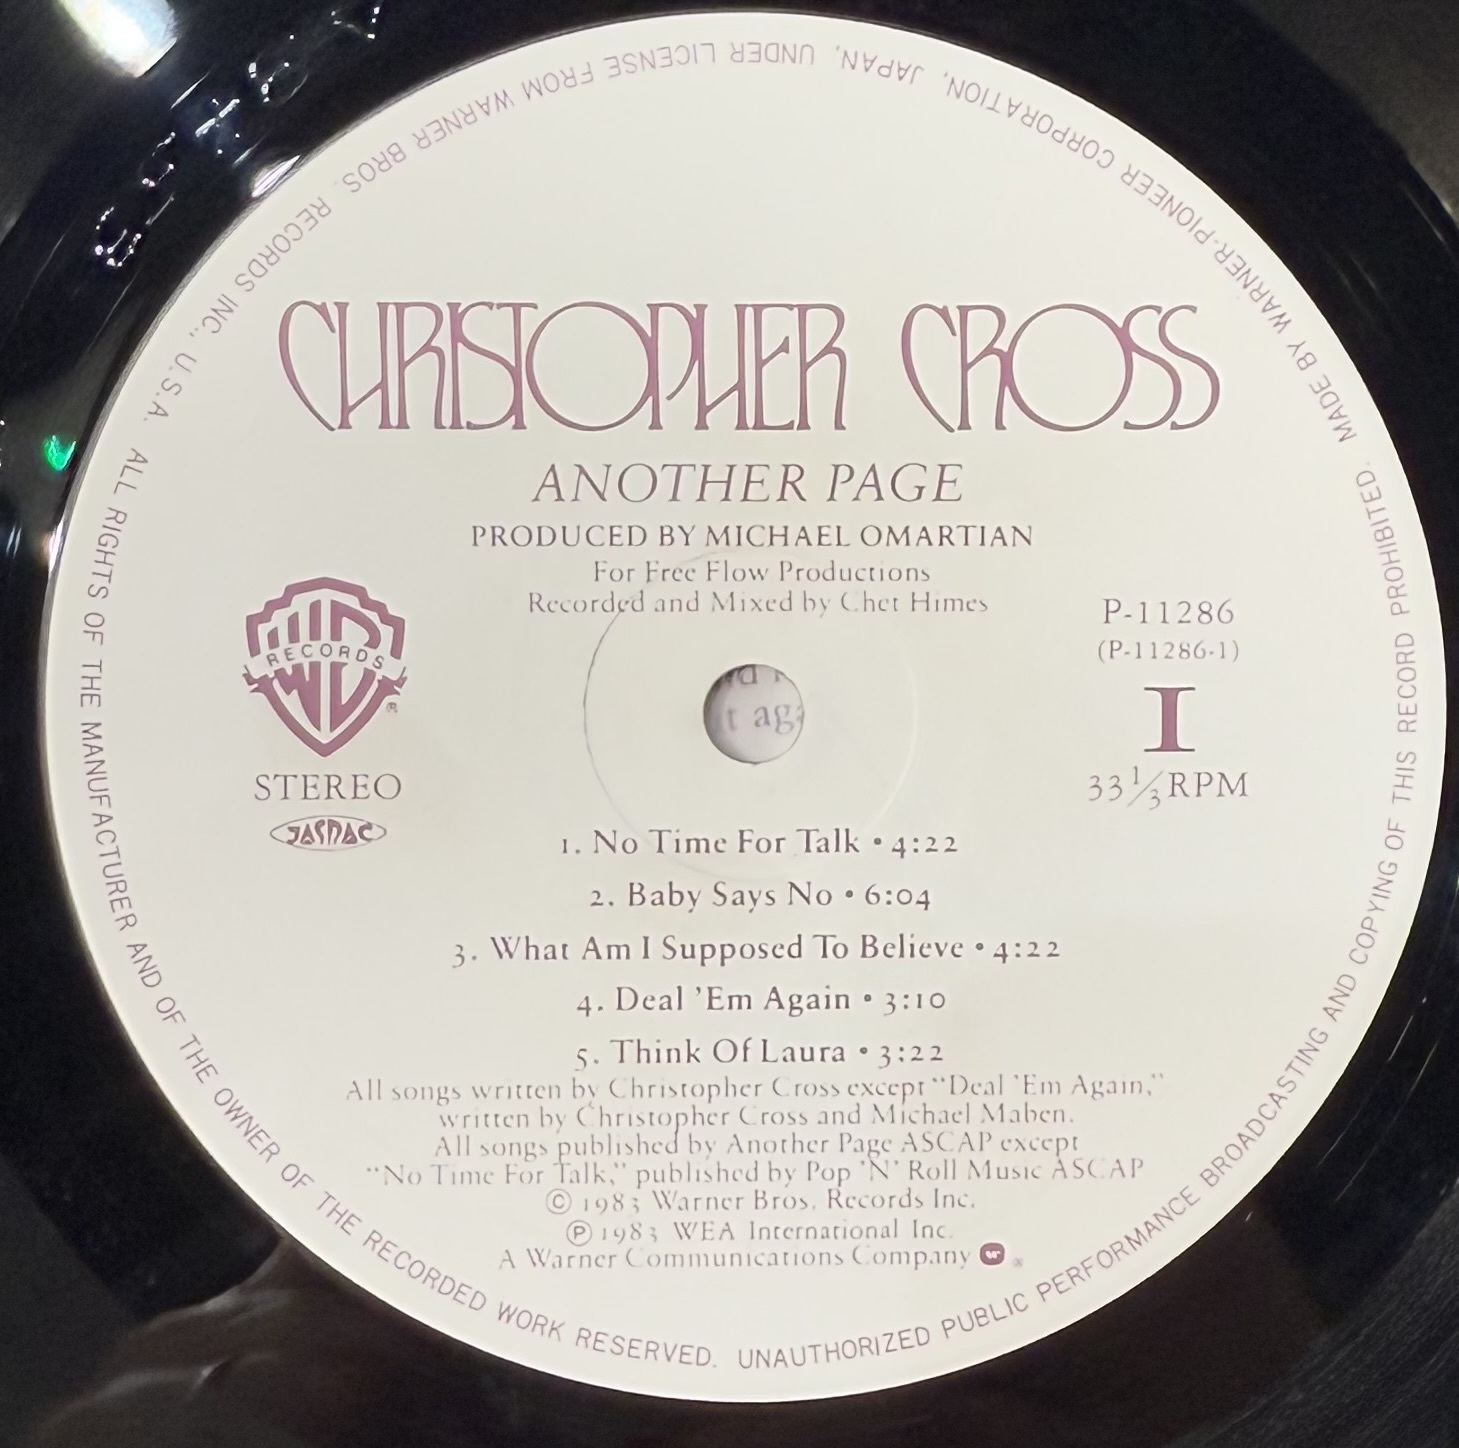 CHRISTOPHER CROSS
ANOTHER PAGE
PRODUCED BY MICHAEL OMARTIAN
For Free Flow Productions
Recorded and Mixed by Chet Himes
WB
RECORDS
®
STEREO
JASRAC
P-11286
(P-11286-1)
I
33 1/3 RPM
t aga
1. No Time For Talk • 4:22
2. Baby Says No • 6:04
3. What Am I Supposed To Believe • 4:22
4. Deal 'Em Again • 3:10
5. Think Of Laura • 3:22
All songs written by Christopher Cross except "Deal 'Em Again,"
written by Christopher Cross and Michael Maben.
All songs published by Another Page ASCAP except
"No Time For Talk," published by Pop 'N' Roll Music ASCAP
© 1983 Warner Bros. Records Inc.
℗ 1983 WEA International Inc.
A Warner Communications Company
MADE BY WARNER-PIONEER CORPORATION, JAPAN, UNDER LICENSE FROM WARNER BROS. RECORDS INC., U.S.A. ALL RIGHTS OF THE MANUFACTURER AND OF THE OWNER OF THE RECORDED WORK RESERVED. UNAUTHORIZED PUBLIC PERFORMANCE BROADCASTING AND COPYING OF THIS RECORD PROHIBITED.